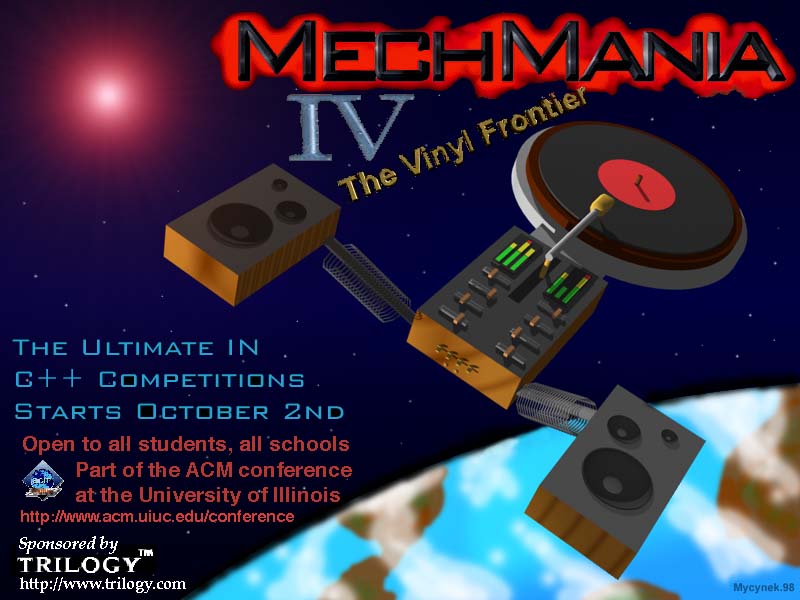 MECHMANIA
IV
The Vinyl Frontier
THE ULTIMATE IN
C++ COMPETITIONS
STARTS OCTOBER 2ND
Open to all students, all schools
Part of the ACM conference
at the University of Illinois
acm
http://www.acm.uiuc.edu/conference
Sponsored by
TRILOGY™
http://www.trilogy.com
Mycynek.98